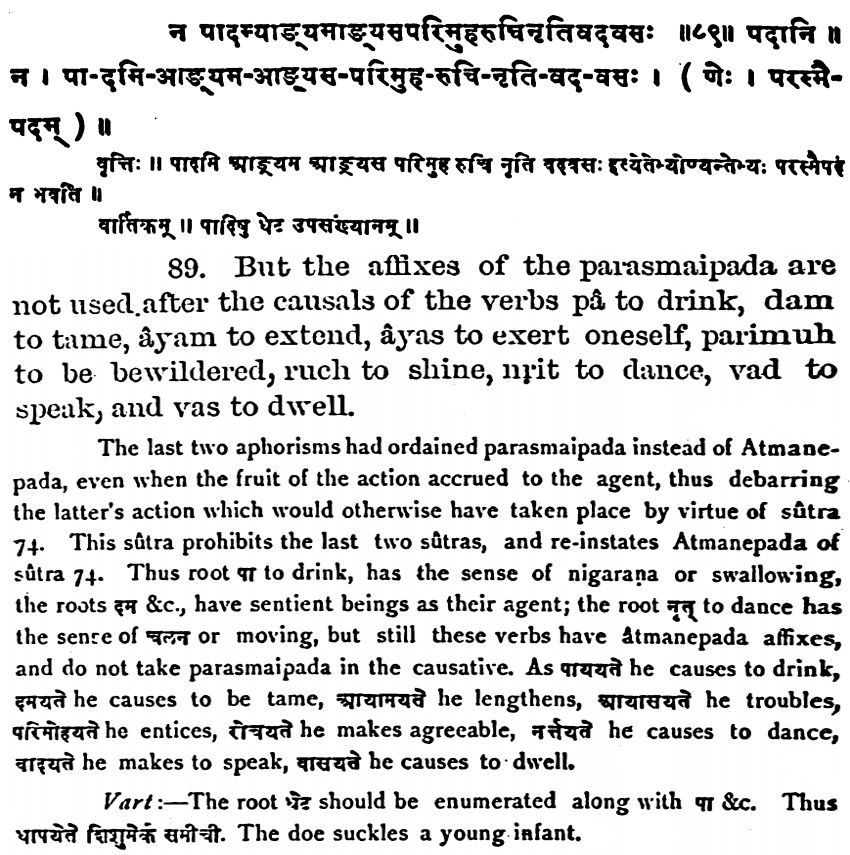 न पादम्याङ्यमाङ्यसपरिमुहरुचिनृतिवदवसः ॥८९॥ पदानि ॥
न । पा-दमि-आङ्यम-आङ्यस-परिमुह-रुचि-नृति-वद-वसः । ( णेः । परस्मै-
पदम् ) ॥
वृत्तिः ॥ पादमि आङ्यम आङ्यस परिमुह रुचि नृति वदवसः इत्येतेभ्योण्यन्तेभ्यः परस्मैपदं
न भवति ॥
वार्तिकम् ॥ पादिषु धेट उपसंख्यानम् ॥
89. But the affixes of the parasmaipada are
not used after the causals of the verbs pâ to drink, dam
to tame, âyam to extend, âyas to exert oneself, parimuh
to be bewildered, ruch to shine, nṛit to dance, vad to
speak, and vas to dwell.
The last two aphorisms had ordained parasmaipada instead of Atmane-
pada, even when the fruit of the action accrued to the agent, thus debarring
the latter's action which would otherwise have taken place by virtue of sûtra
74. This sûtra prohibits the last two sûtras, and re-instates Atmanepada of
sûtra 74. Thus root पा to drink, has the sense of nigaraṇa or swallowing,
the roots दम &c., have sentient beings as their agent; the root नृत् to dance has
the sense of चलन or moving, but still these verbs have âtmanepada affixes,
and do not take parasmaipada in the causative. As पाययते he causes to drink,
दमयते he causes to be tame, आयामयते he lengthens, आयासयते he troubles,
परिमोहयते he entices, रोचयते he makes agreeable, नर्त्तयते he causes to dance,
वादयते he makes to speak, वासयते he causes to dwell.
Vart:—The root धेट should be enumerated along with पा &c. Thus
धापयेते शिशुमेकं समीची. The doe suckles a young infant.